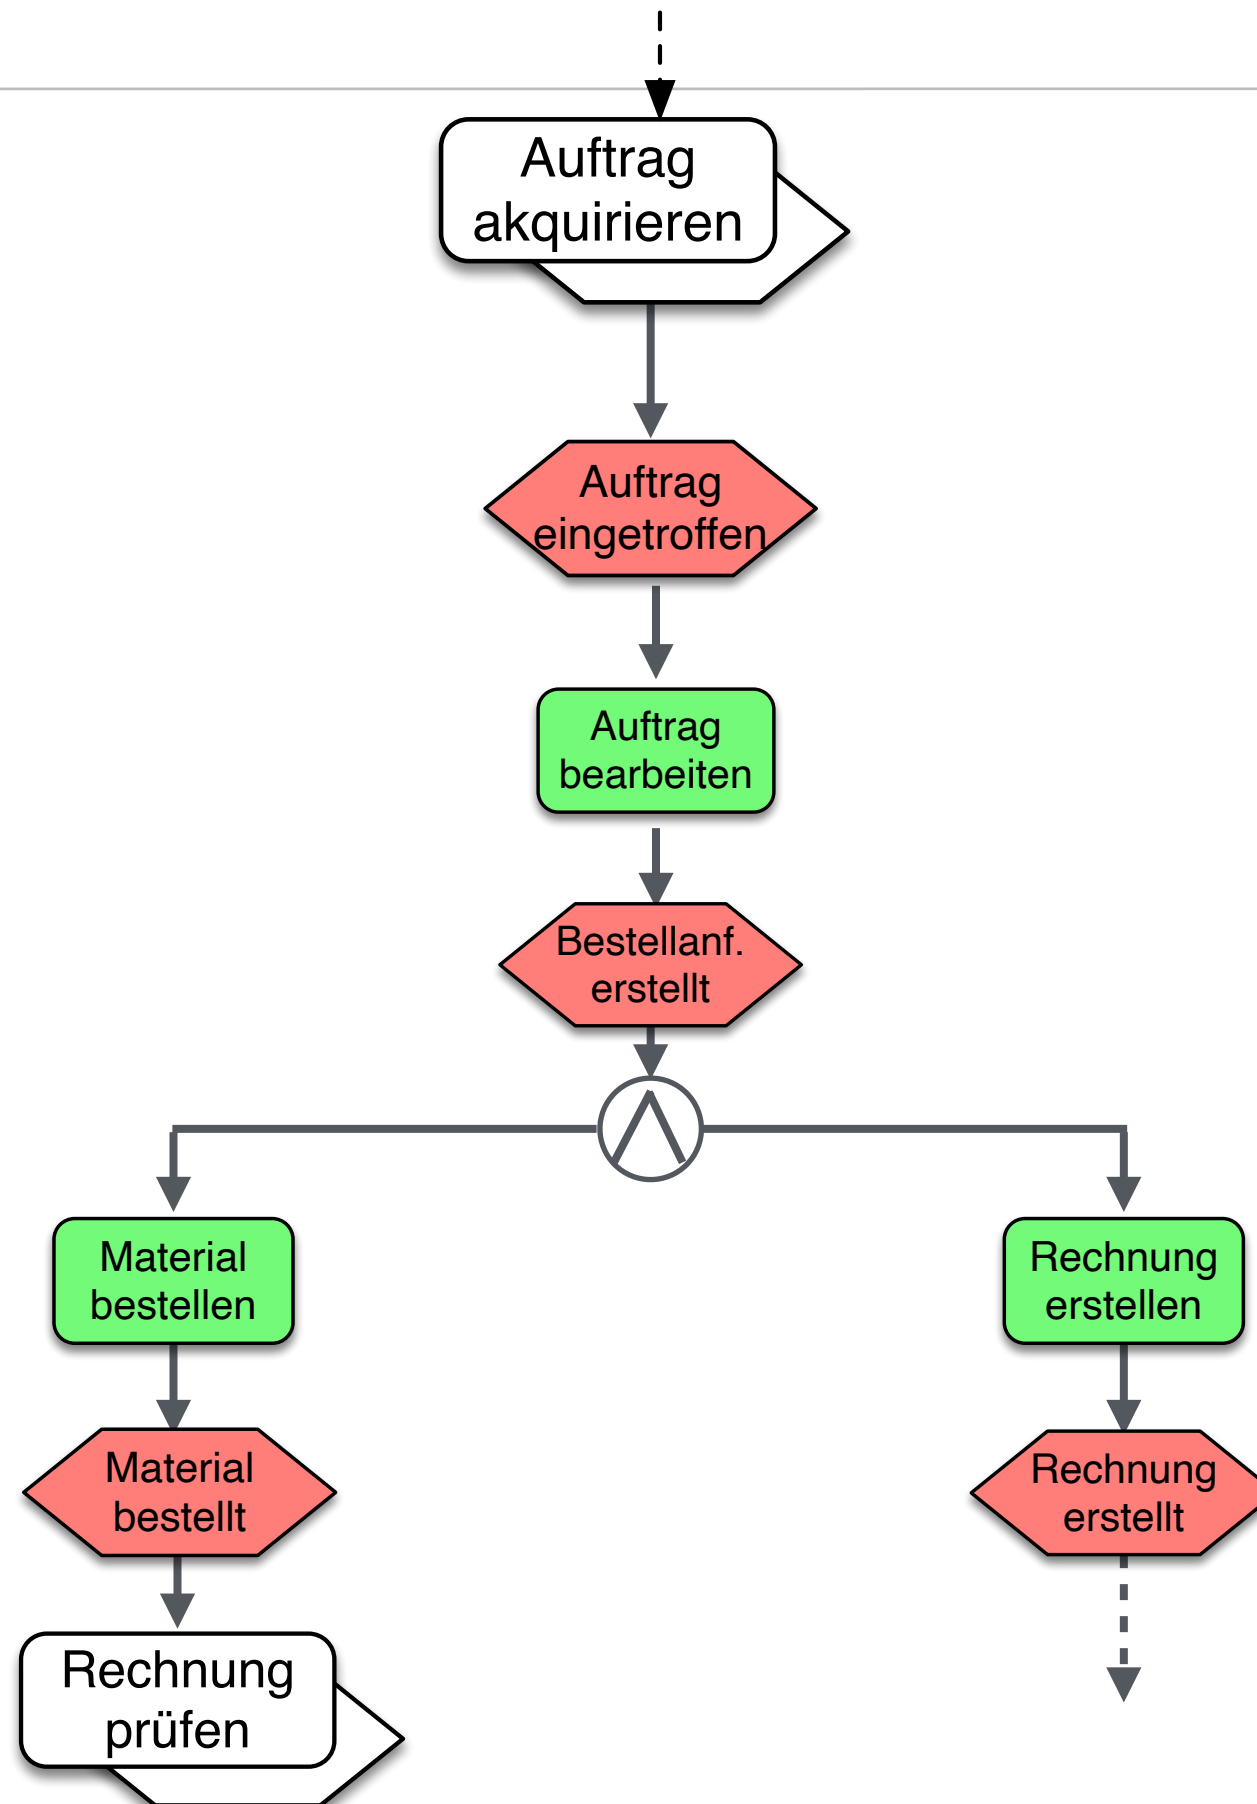 Auftrag
akquirieren
Auftrag
eingetroffen
Auftrag
bearbeiten
Bestellanf.
erstellt
Material
bestellen
Rechnung
erstellen
Material
bestellt
Rechnung
erstellt
Rechnung
prüfen